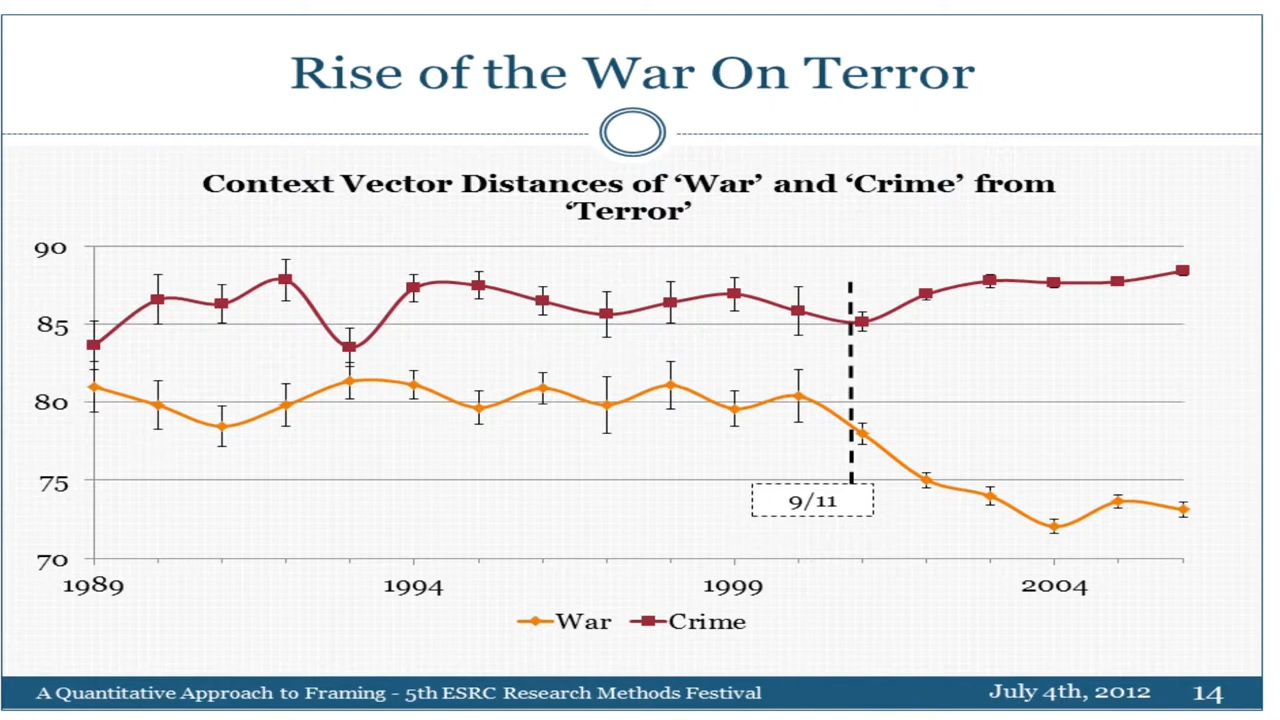 Rise of the War On Terror
Context Vector Distances of ‘War’ and ‘Crime’ from
‘Terror’
90
85
80
75
70
9/11
1989 1994 1999 2004
War Crime
A Quantitative Approach to Framing - 5th ESRC Research Methods Festival July 4th, 2012 14